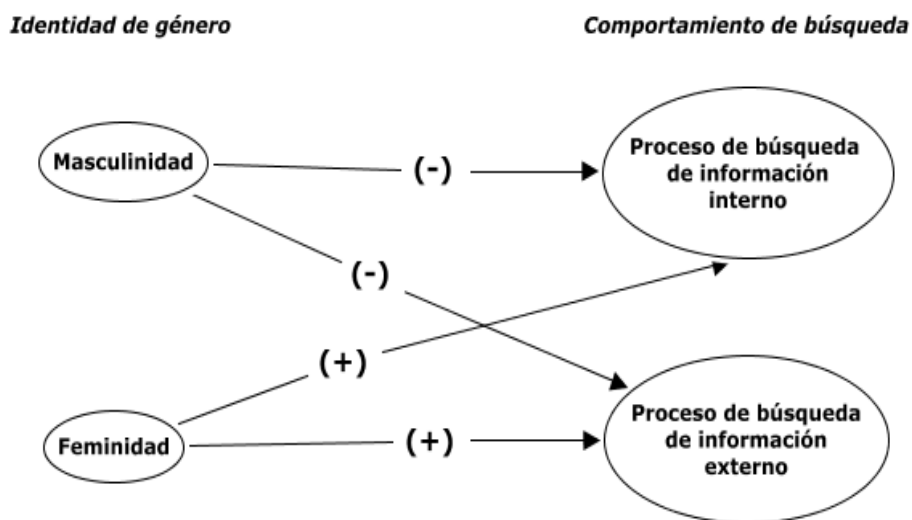 Identidad de género
Comportamiento de búsqueda
Masculinidad
(-)
Proceso de búsqueda
de información
interno
(-)
(+)
Feminidad
(+)
Proceso de búsqueda
de información
externo